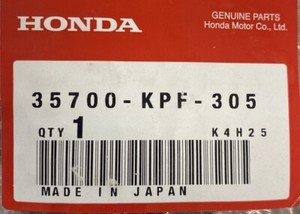 HONDA
GENUINE PARTS
Honda Motor Co., Ltd.
35700-KPF-305
QTY 1 K4H25
MADE IN JAPAN